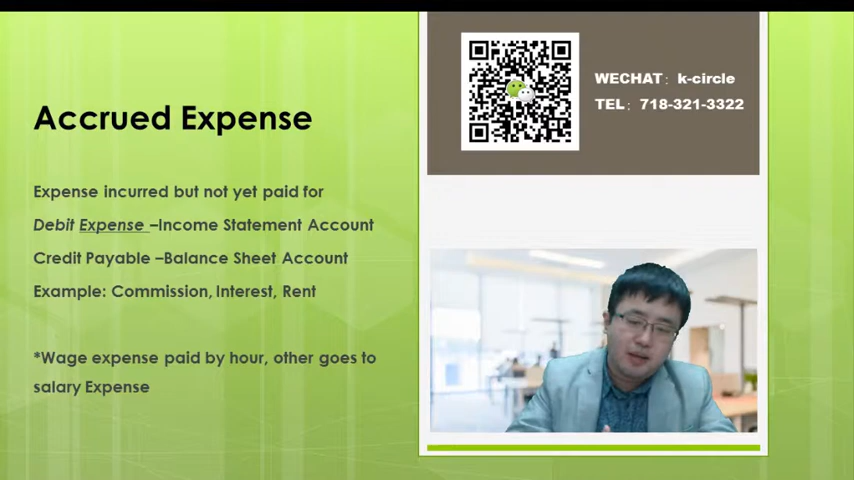 Accrued Expense
Expense incurred but not yet paid for
Debit Expense –Income Statement Account
Credit Payable –Balance Sheet Account
Example: Commission, Interest, Rent
*Wage expense paid by hour, other goes to
salary Expense
WECHAT： k-circle
TEL： 718-321-3322